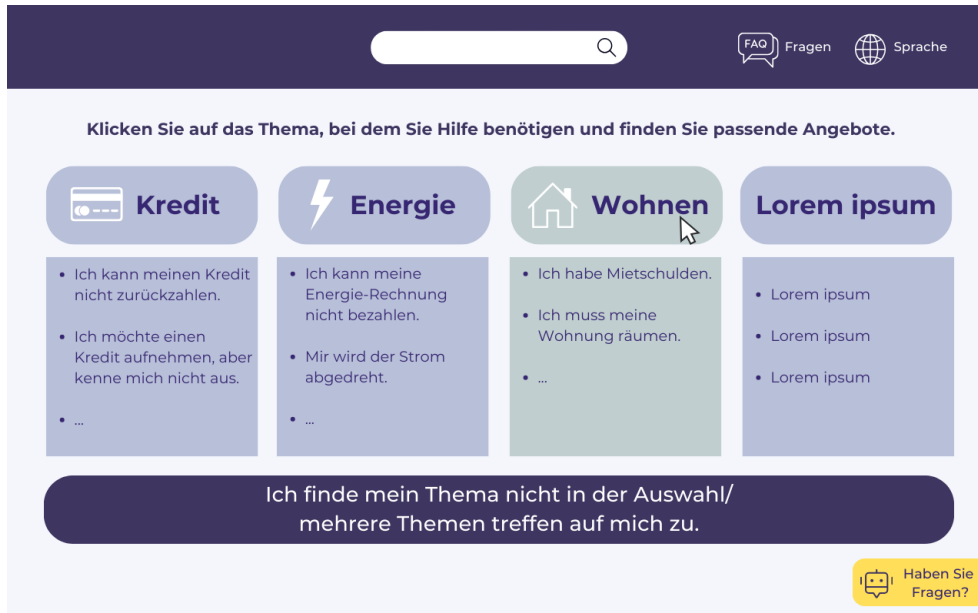 FAQ Fragen Sprache
Klicken Sie auf das Thema, bei dem Sie Hilfe benötigen und finden Sie passende Angebote.
Kredit
• Ich kann meinen Kredit
nicht zurückzahlen.
• Ich möchte einen
Kredit aufnehmen, aber
kenne mich nicht aus.
• ...
Energie
• Ich kann meine
Energie-Rechnung
nicht bezahlen.
• Mir wird der Strom
abgedreht.
• ...
Wohnen
• Ich habe Mietschulden.
• Ich muss meine
Wohnung räumen.
• ...
Lorem ipsum
• Lorem ipsum
• Lorem ipsum
• Lorem ipsum
Ich finde mein Thema nicht in der Auswahl/
mehrere Themen treffen auf mich zu.
Haben Sie
Fragen?